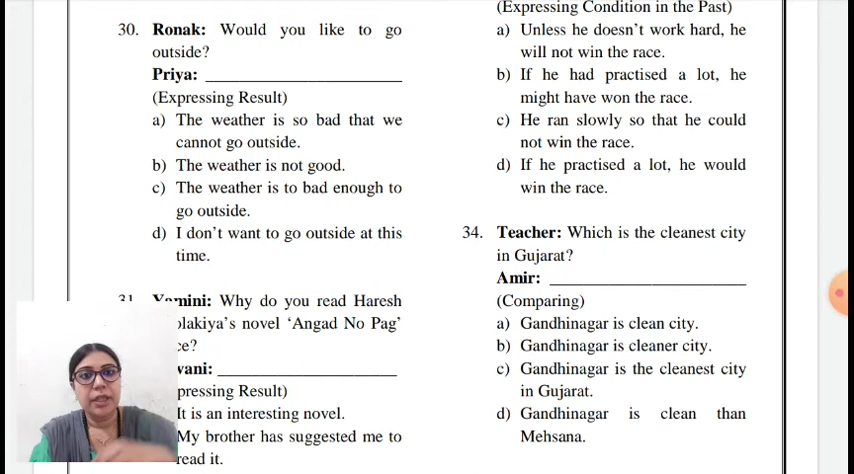 30. Ronak: Would you like to go
outside?
Priya: ____________________
(Expressing Result)
a) The weather is so bad that we
cannot go outside.
b) The weather is not good.
c) The weather is to bad enough to
go outside.
d) I don't want to go outside at this
time.
Why do you read Haresh
novel 'Angad No Pag'
____________________
Result)
It is an interesting novel.
My brother has suggested me to
read it.
(Expressing Condition in the Past)
a) Unless he doesn't work hard, he
will not win the race.
b) If he had practised a lot, he
might have won the race.
c) He ran slowly so that he could
not win the race.
d) If he practised a lot, he would
win the race.
34. Teacher: Which is the cleanest city
in Gujarat?
Amir: ____________________
(Comparing)
a) Gandhinagar is clean city.
b) Gandhinagar is cleaner city.
c) Gandhinagar is the cleanest city
in Gujarat.
d) Gandhinagar is clean than
Mehsana.